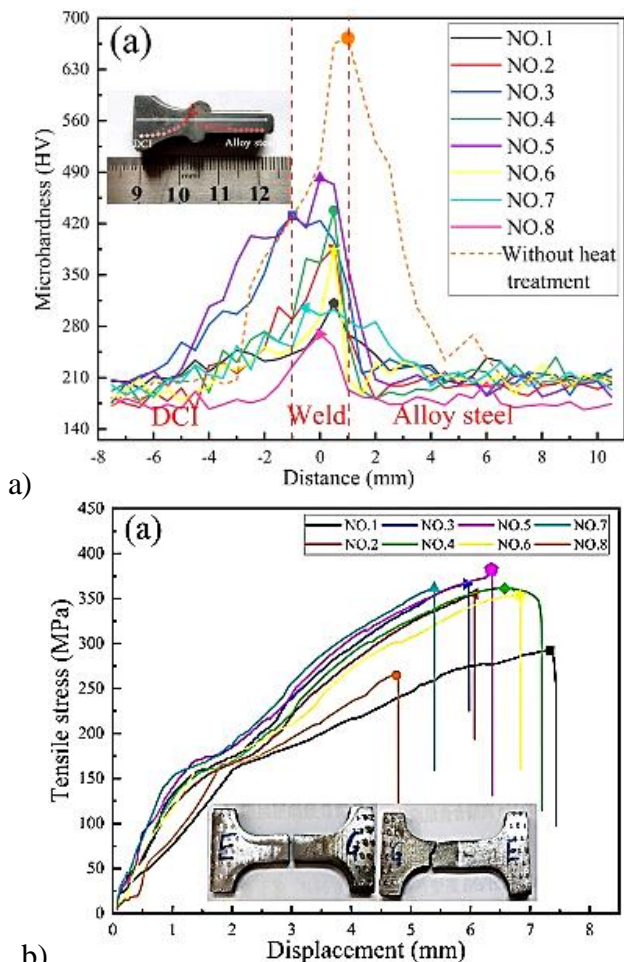 (a)
700
630
560
490
420
350
280
210
140
Microhardness (HV)
NO.1
NO.2
NO.3
NO.4
NO.5
NO.6
NO.7
NO.8
Without heat
treatment
DCI
Alloy steel
9 10 11 12
DCI Weld Alloy steel
-8 -6 -4 -2 0 2 4 6 8 10
Distance (mm)
a)
(a)
450
400
350
300
250
200
150
100
50
0
Tensile stress (MPa)
NO.1 NO.3 NO.5 NO.7
NO.2 NO.4 NO.6 NO.8
E G G E
0 1 2 3 4 5 6 7 8
Displacement (mm)
b)